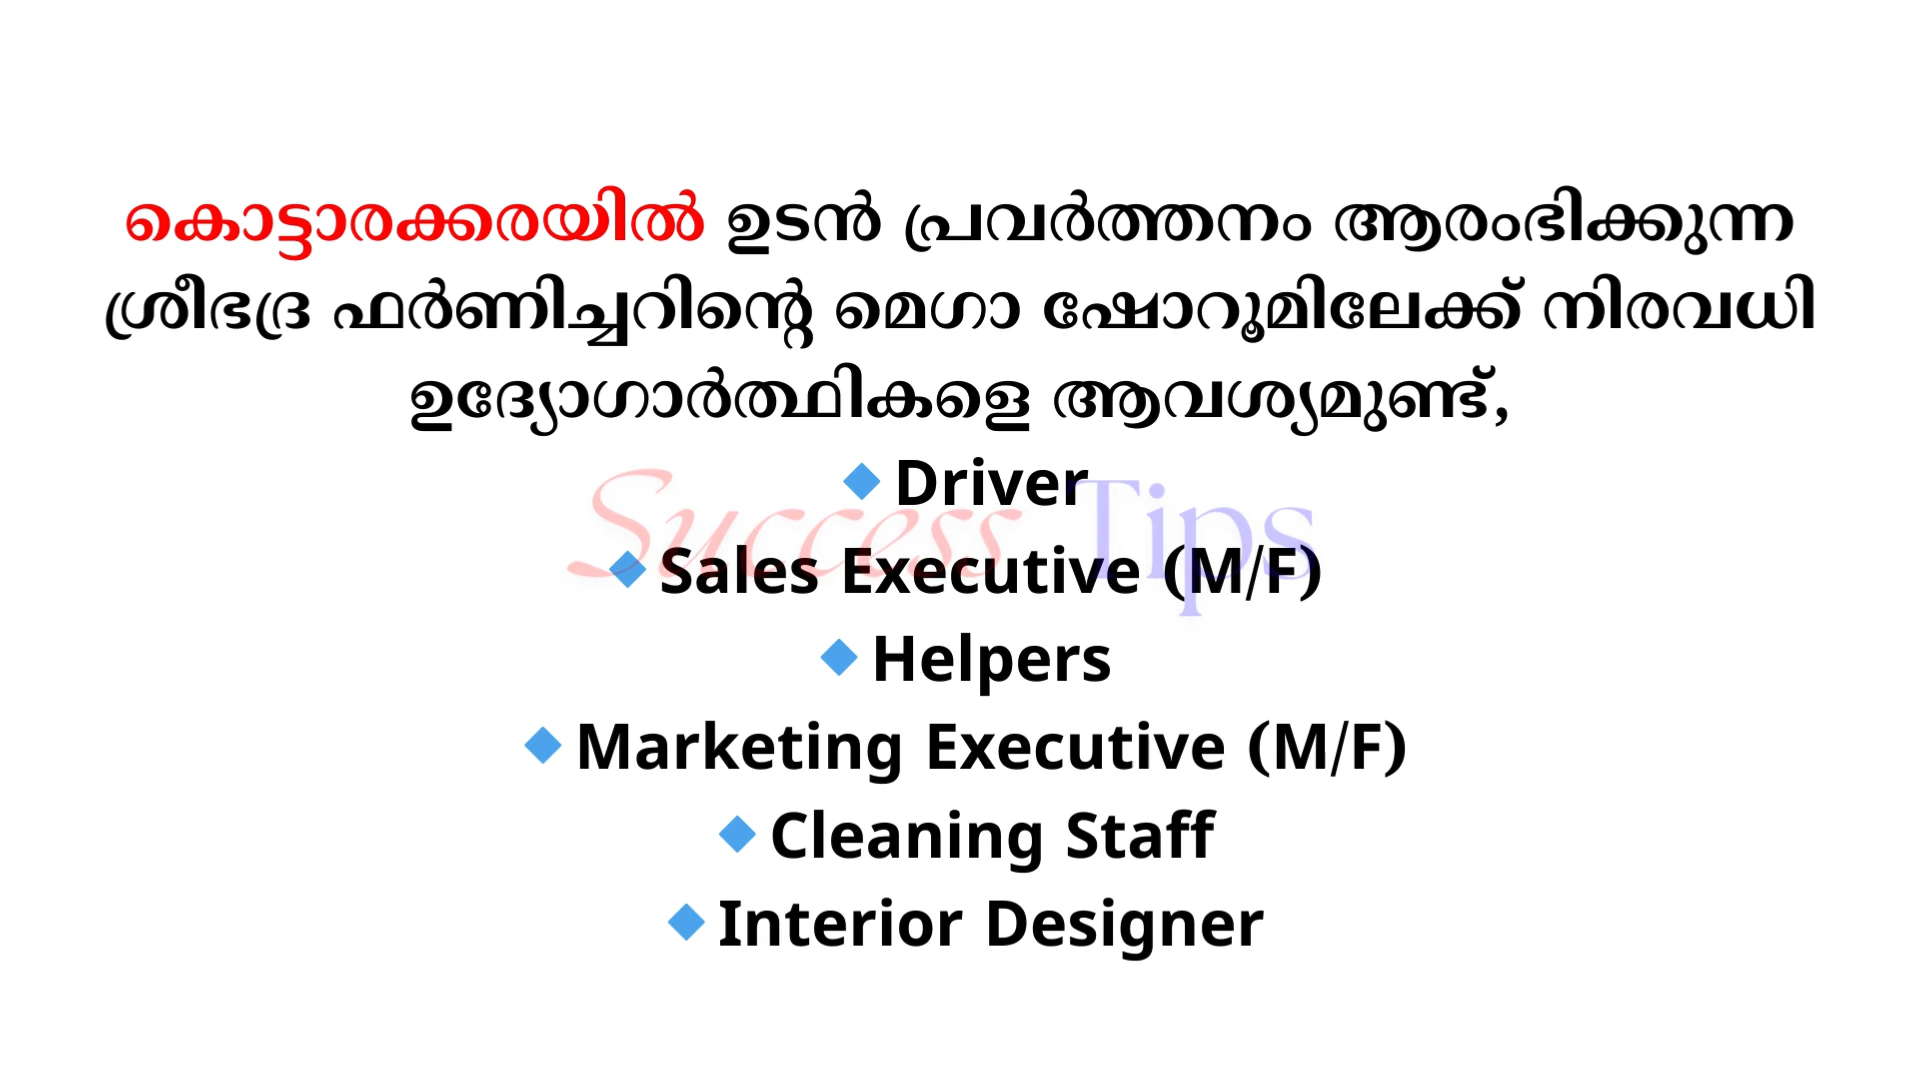 കൊട്ടാരക്കരയിൽ ഉടൻ പ്രവർത്തനം ആരംഭിക്കുന്ന
ശ്രീഭദ്ര ഫർണിച്ചറിന്റെ മെഗാ ഷോറൂമിലേക്ക് നിരവധി
ഉദ്യോഗാർത്ഥികളെ ആവശ്യമുണ്ട്,
🔹Driver
Success Tips
🔹Sales Executive (M/F)
🔹Helpers
🔹Marketing Executive (M/F)
🔹Cleaning Staff
🔹Interior Designer